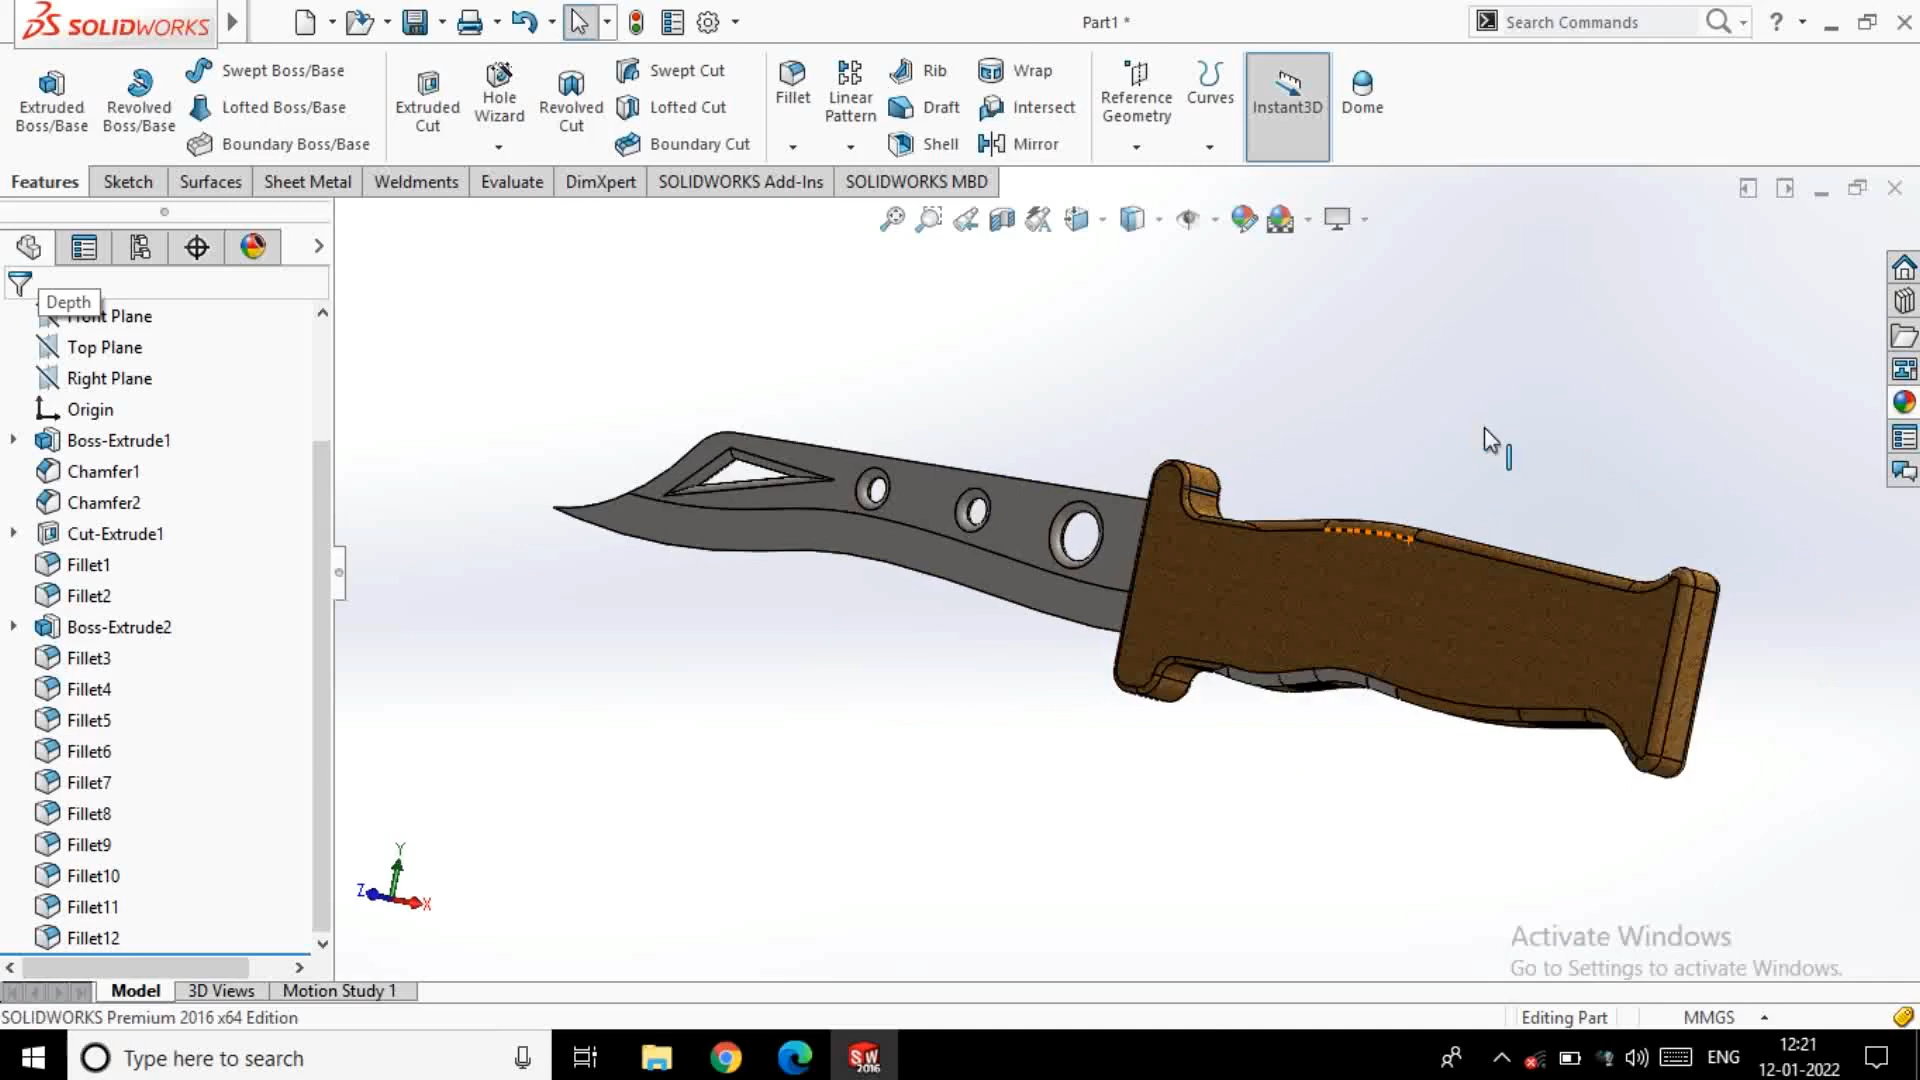 SOLIDWORKS
Part1 *
Search Commands
?
Extruded Boss/Base
Revolved Boss/Base
Swept Boss/Base
Lofted Boss/Base
Boundary Boss/Base
Extruded Cut
Hole Wizard
Revolved Cut
Swept Cut
Lofted Cut
Boundary Cut
Fillet
Linear Pattern
Rib
Draft
Shell
Wrap
Intersect
Mirror
Reference Geometry
Curves
Instant3D
Dome
Features
Sketch
Surfaces
Sheet Metal
Weldments
Evaluate
DimXpert
SOLIDWORKS Add-Ins
SOLIDWORKS MBD
Depth
Front Plane
Top Plane
Right Plane
Origin
Boss-Extrude1
Chamfer1
Chamfer2
Cut-Extrude1
Fillet1
Fillet2
Boss-Extrude2
Fillet3
Fillet4
Fillet5
Fillet6
Fillet7
Fillet8
Fillet9
Fillet10
Fillet11
Fillet12
Y
Z
X
Activate Windows
Go to Settings to activate Windows.
Model
3D Views
Motion Study 1
SOLIDWORKS Premium 2016 x64 Edition
Editing Part
MMGS
Type here to search
SW
2016
ENG
12:21
12-01-2022